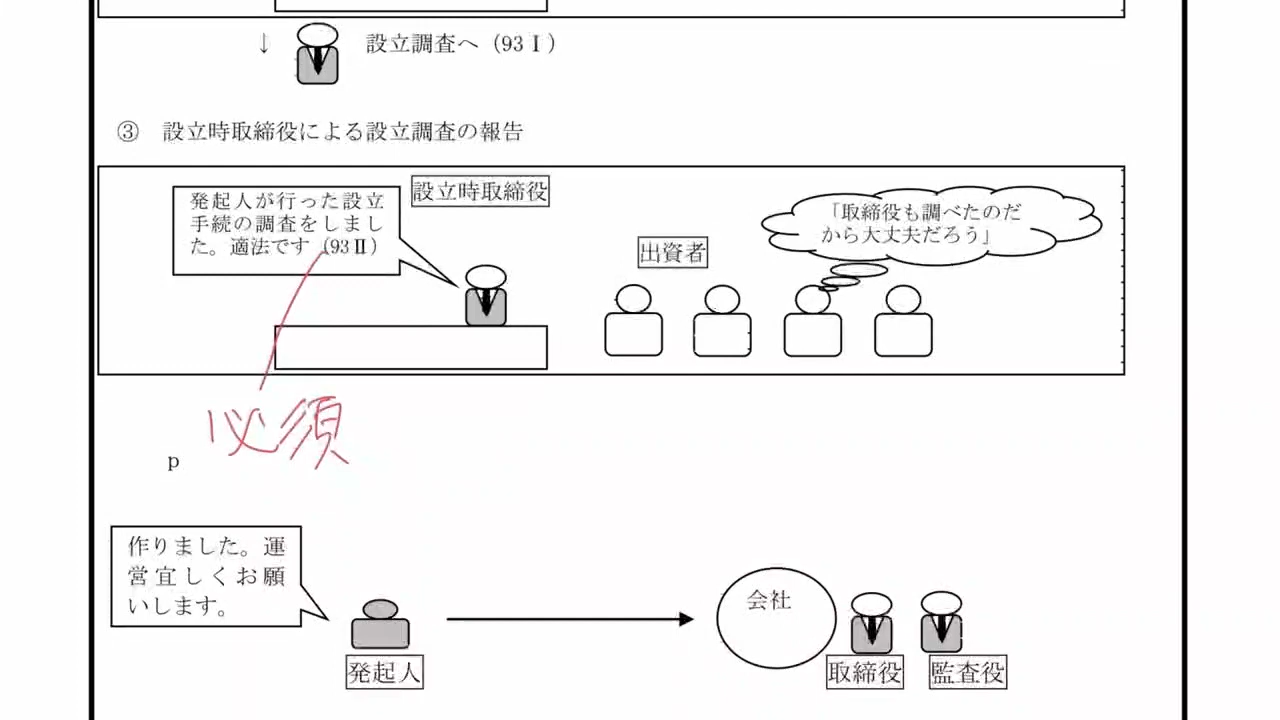 ↓ 設立調査へ（93Ⅰ）
③ 設立時取締役による設立調査の報告
発起人が行った設立
手続の調査をしまし
た。適法です（93Ⅱ）
設立時取締役
出資者
「取締役も調べたのだ
から大丈夫だろう」
必須
p
作りました。運
営宜しくお願
いします。
発起人
会社
取締役
監査役